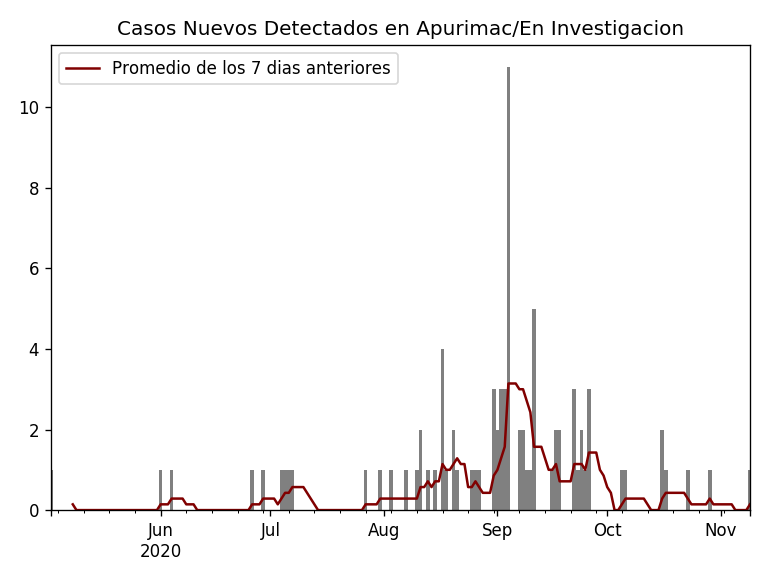 Casos Nuevos Detectados en Apurimac/En Investigacion
Promedio de los 7 dias anteriores
10
8
6
4
2
0
Jun Jul Aug Sep Oct Nov
2020